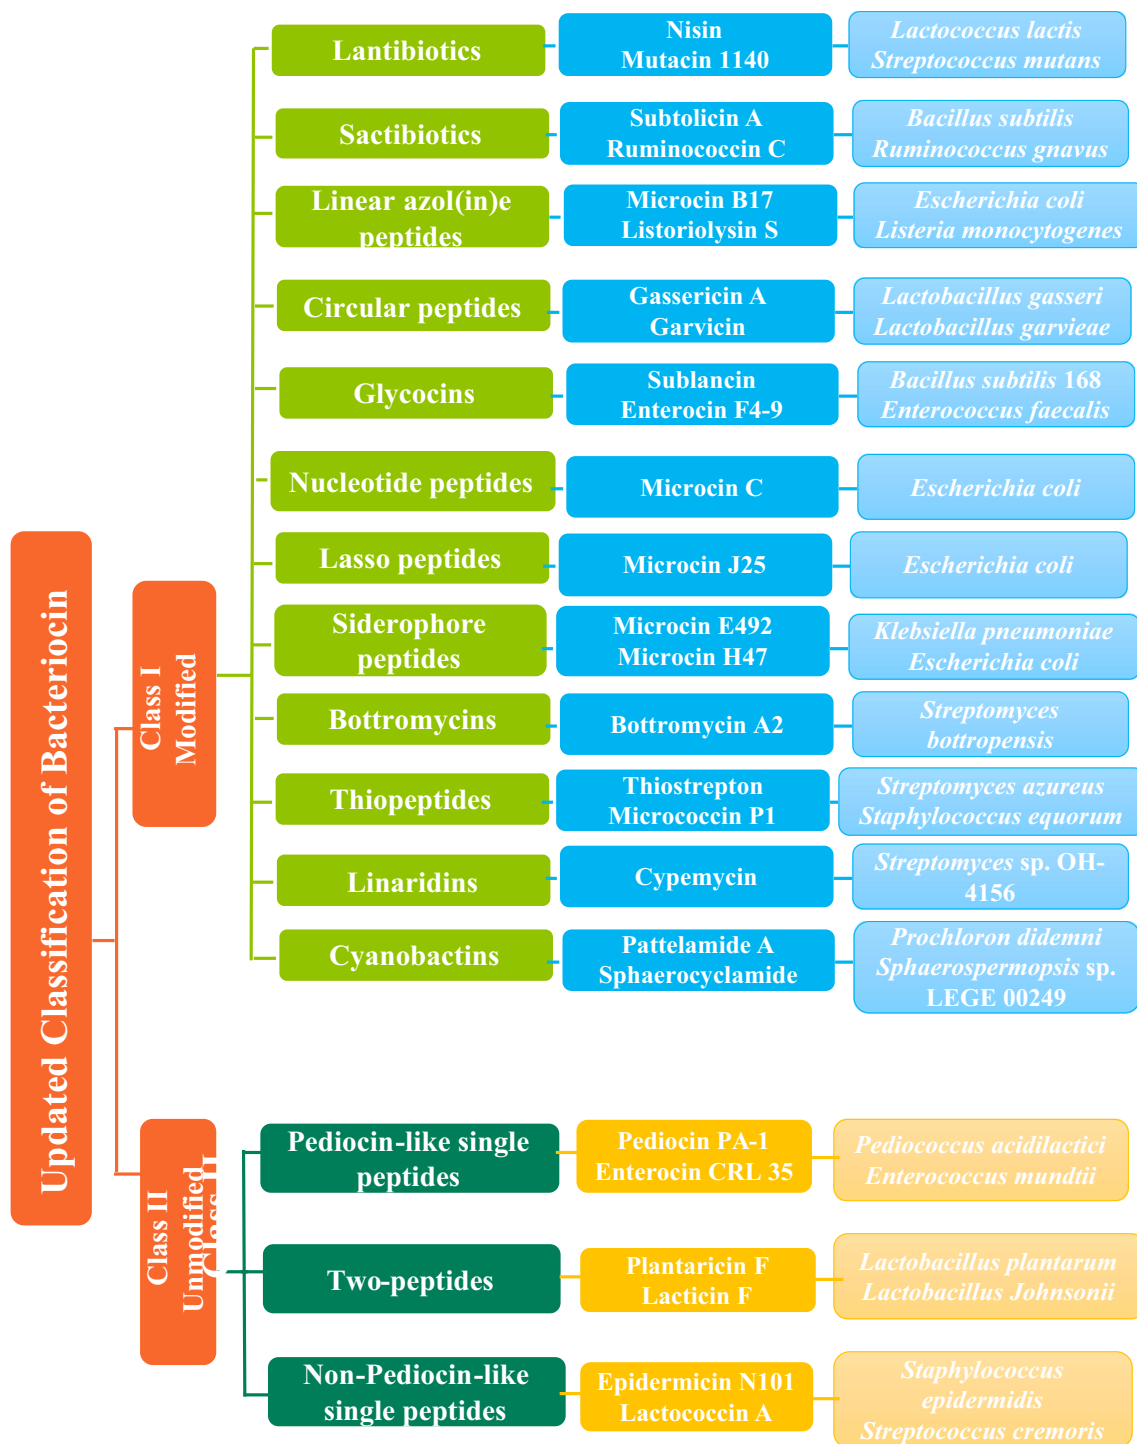 Updated Classification of Bacteriocin
Class I
Modified
Lantibiotics
Nisin
Mutacin 1140
Lactococcus lactis
Streptococcus mutans
Sactibiotics
Subtolicin A
Ruminococcin C
Bacillus subtilis
Ruminococcus gnavus
Linear azol(in)e
peptides
Microcin B17
Listoriolysin S
Escherichia coli
Listeria monocytogenes
Circular peptides
Gassericin A
Garvicin
Lactobacillus gasseri
Lactobacillus garvieae
Glycocins
Sublancin
Enterocin F4-9
Bacillus subtilis 168
Enterococcus faecalis
Nucleotide peptides
Microcin C
Escherichia coli
Lasso peptides
Microcin J25
Escherichia coli
Siderophore
peptides
Microcin E492
Microcin H47
Klebsiella pneumoniae
Escherichia coli
Bottromycins
Bottromycin A2
Streptomyces
bottropensis
Thiopeptides
Thiostrepton
Micrococcin P1
Streptomyces azureus
Staphylococcus equorum
Linaridins
Cypemycin
Streptomyces sp. OH-
4156
Cyanobactins
Pattelamide A
Sphaerocyclamide
Prochloron didemni
Sphaerospermopsis sp.
LEGE 00249
Class II
Unmodified
Class II
Pediocin-like single
peptides
Pediocin PA-1
Enterocin CRL 35
Pediococcus acidilactici
Enterococcus mundtii
Two-peptides
Plantaricin F
Lacticin F
Lactobacillus plantarum
Lactobacillus Johnsonii
Non-Pediocin-like
single peptides
Epidermicin N101
Lactococcin A
Staphylococcus
epidermidis
Streptococcus cremoris